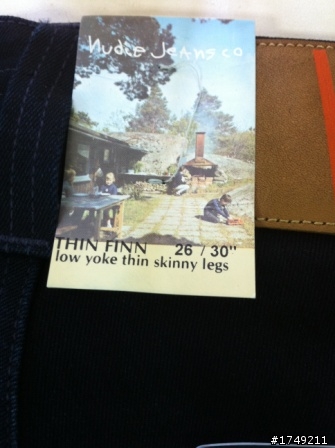 Nudie Jeans co
THIN FINN 26 / 30"
low yoke thin skinny legs
#1749211